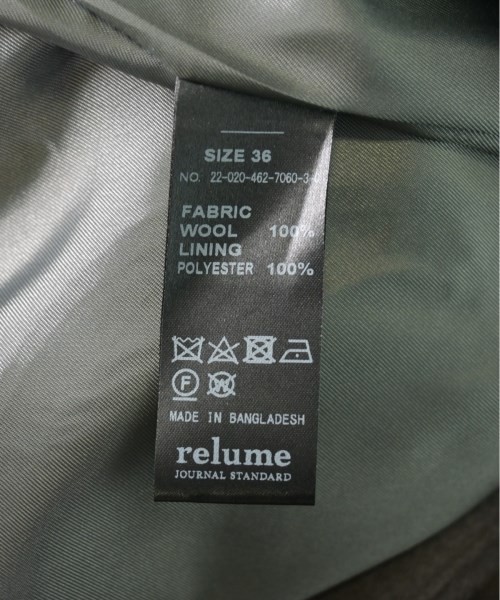 SIZE 36
NO. 22-020-462-7060-3-
FABRIC
WOOL 100%
LINING
POLYESTER 100%
F W
MADE IN BANGLADESH
relume
JOURNAL STANDARD